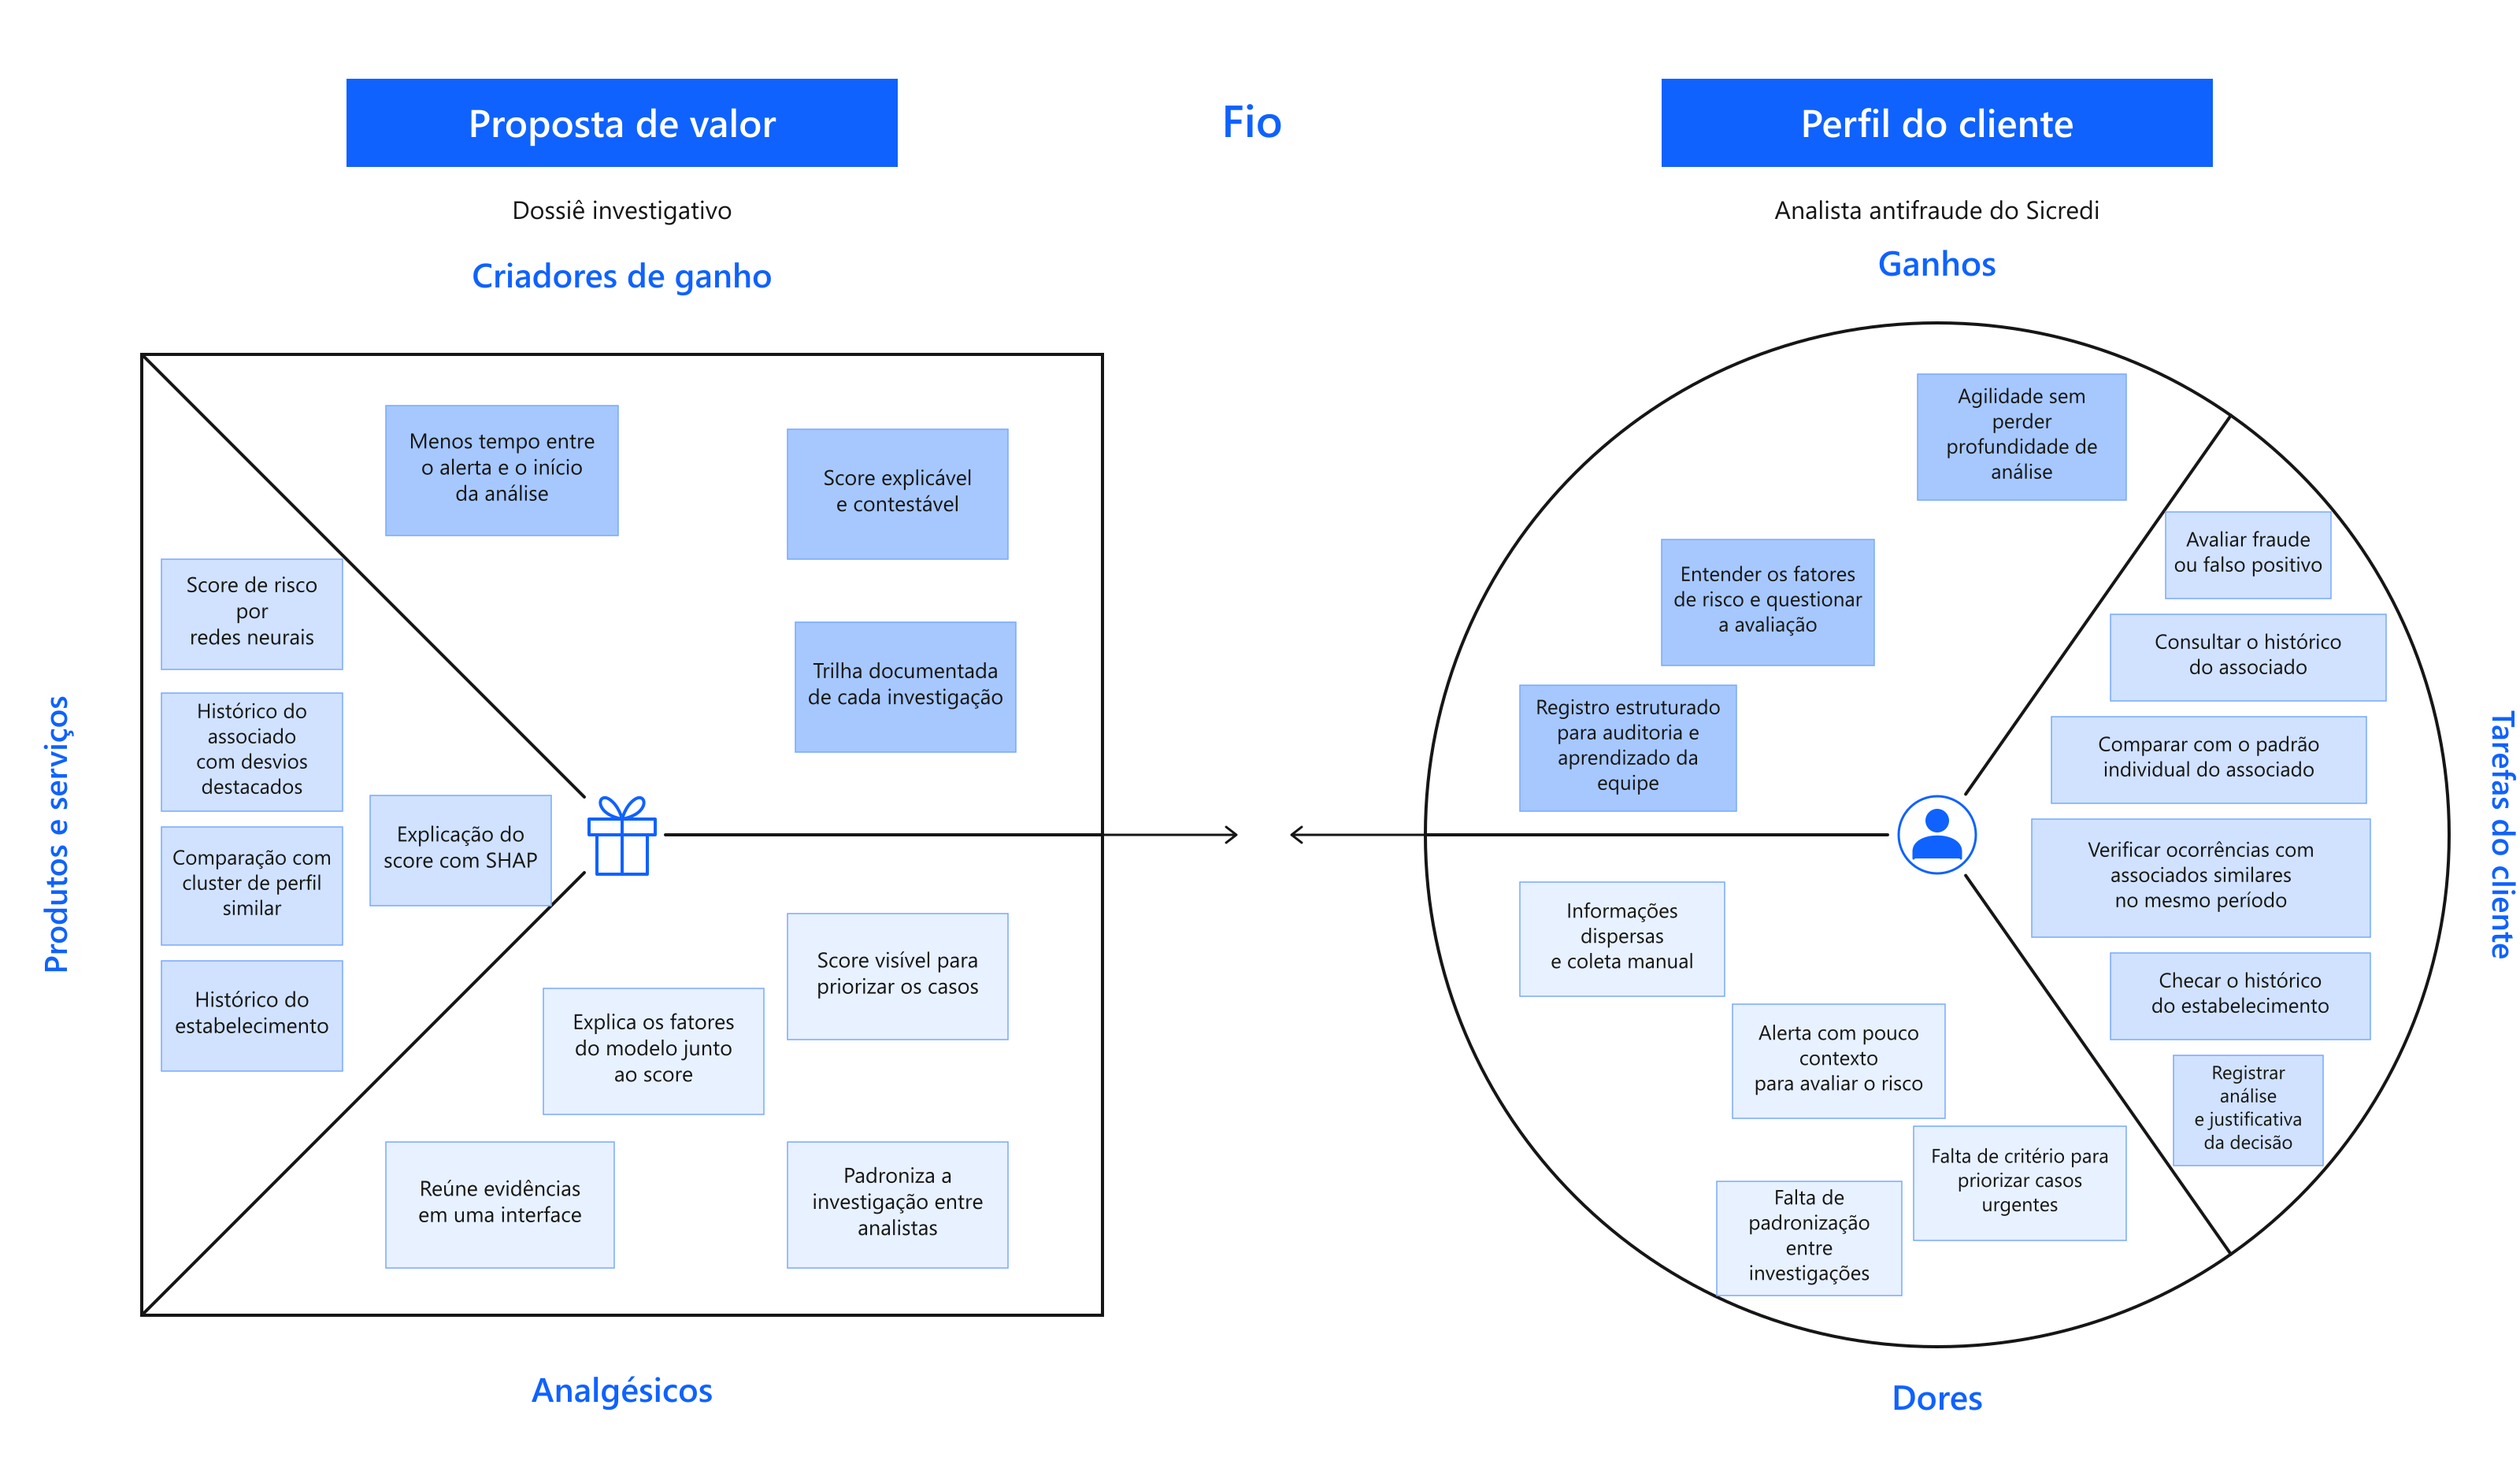 Proposta de valor
Fio
Perfil do cliente
Dossiê investigativo
Analista antifraude do Sicredi
Criadores de ganho
Ganhos
Menos tempo entre
o alerta e o início
da análise
Score explicável
e contestável
Trilha documentada
de cada investigação
Produtos e serviços
Score de risco
por
redes neurais
Histórico do
associado
com desvios
destacados
Comparação com
cluster de perfil
similar
Histórico do
estabelecimento
Explicação do
score com SHAP
Score visível para
priorizar os casos
Explica os fatores
do modelo junto
ao score
Reúne evidências
em uma interface
Padroniza a
investigação entre
analistas
Analgésicos
Agilidade sem
perder
profundidade de
análise
Entender os fatores
de risco e questionar
a avaliação
Registro estruturado
para auditoria e
aprendizado da
equipe
Avaliar fraude
ou falso positivo
Consultar o histórico
do associado
Comparar com o padrão
individual do associado
Verificar ocorrências com
associados similares
no mesmo período
Checar o histórico
do estabelecimento
Registrar
análise
e justificativa
da decisão
Tarefas do cliente
Informações
dispersas
e coleta manual
Alerta com pouco
contexto
para avaliar o risco
Falta de critério para
priorizar casos
urgentes
Falta de
padronização
entre
investigações
Dores